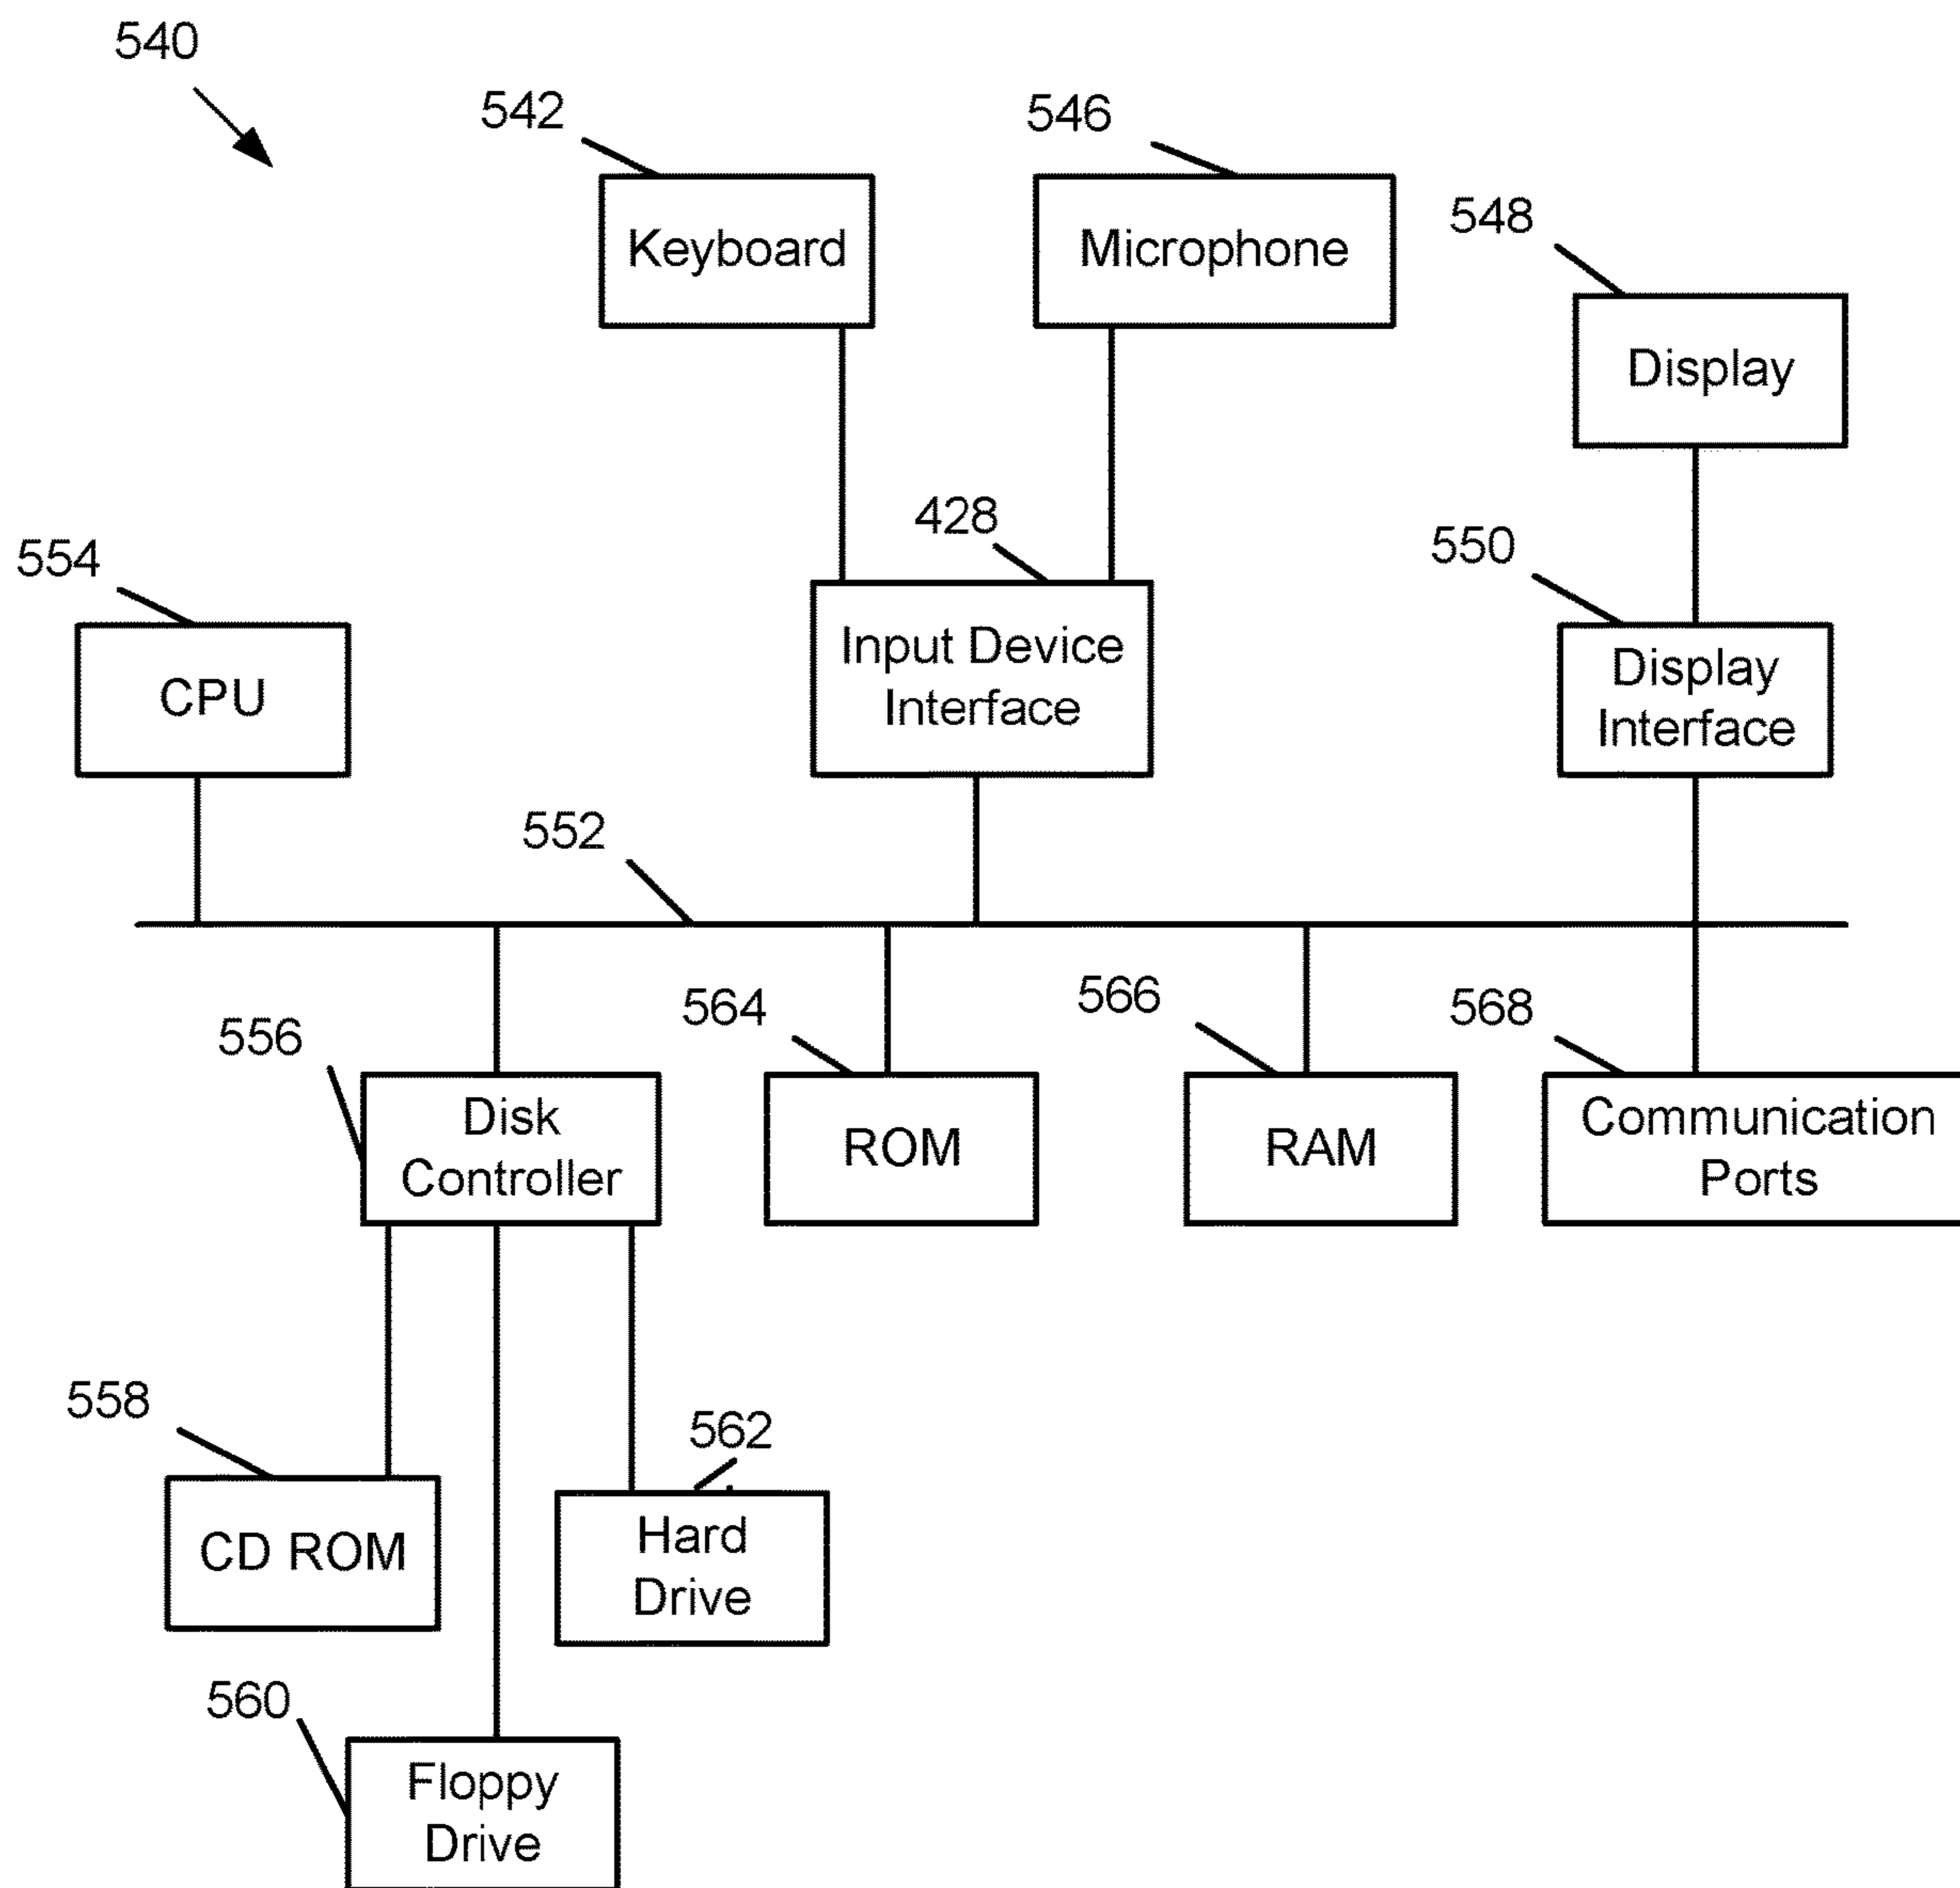 540
542
546
Keyboard
Microphone
548
Display
428
550
554
Input Device
Interface
Display
Interface
CPU
552
564
566
568
556
Disk
Controller
ROM
RAM
Communication
Ports
558
562
CD ROM
Hard
Drive
560
Floppy
Drive